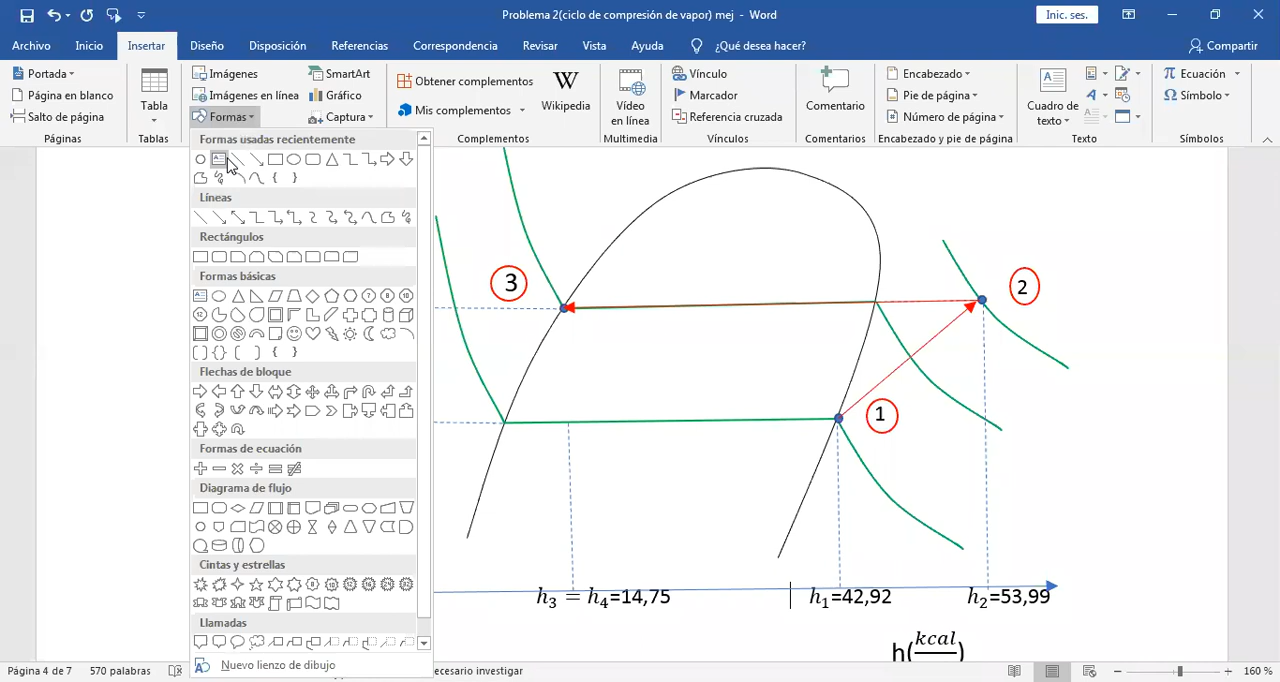 Problema 2(ciclo de compresión de vapor) mej - Word
Inic. ses.
Archivo Inicio Insertar Diseño Disposición Referencias Correspondencia Revisar Vista Ayuda ¿Qué desea hacer? Compartir
Portada
Página en blanco
Salto de página
Páginas
Tabla
Tablas
Imágenes
Imágenes en línea
Formas
SmartArt
Gráfico
Captura
Obtener complementos
Mis complementos
W
Wikipedia
Complementos
Vídeo
en línea
Multimedia
Vínculo
Marcador
Referencia cruzada
Vínculos
Comentario
Comentarios
Encabezado
Pie de página
Número de página
Encabezado y pie de página
Cuadro de
texto
Texto
π Ecuación
Ω Símbolo
Símbolos
Formas usadas recientemente
Líneas
Rectángulos
Formas básicas
Flechas de bloque
Formas de ecuación
Diagrama de flujo
Cintas y estrellas
Llamadas
Nuevo lienzo de dibujo
3
2
1
h₃ = h₄=14,75
h₁=42,92
h₂=53,99
h(kcal
)
Página 4 de 7 570 palabras
ecesario investigar
160 %